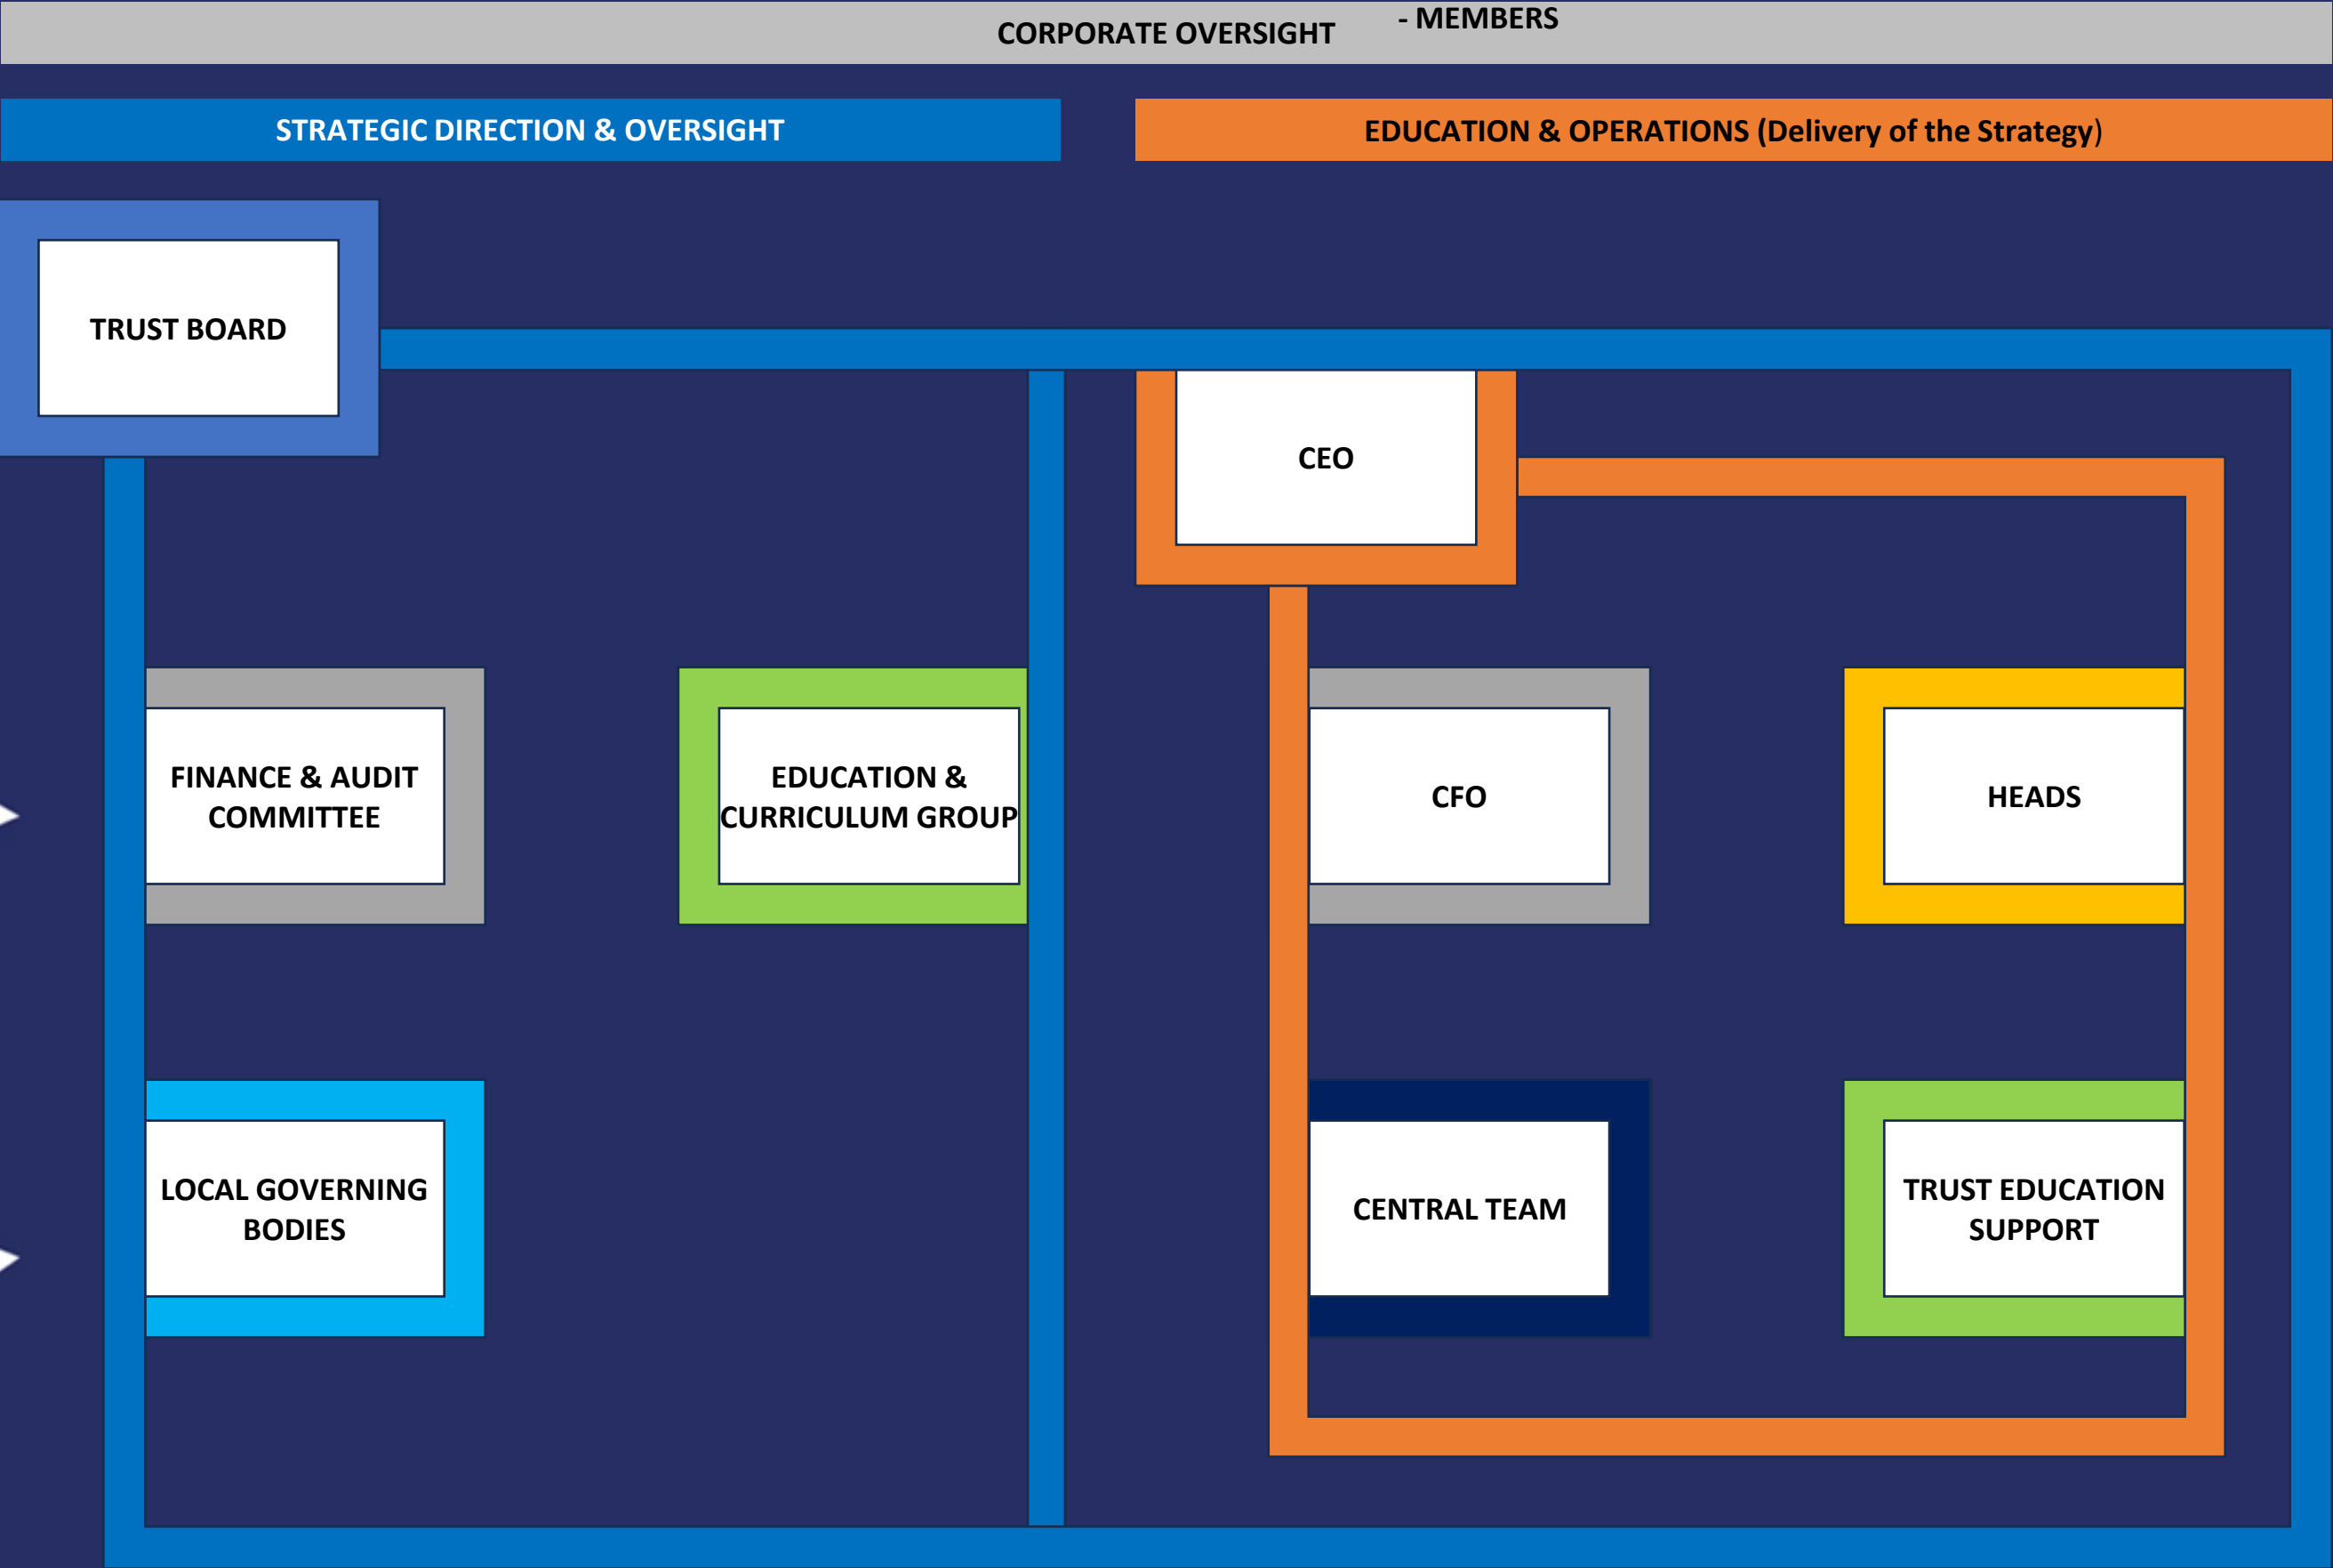 CORPORATE OVERSIGHT - MEMBERS
STRATEGIC DIRECTION & OVERSIGHT
EDUCATION & OPERATIONS (Delivery of the Strategy)
TRUST BOARD
CEO
FINANCE & AUDIT
COMMITTEE
EDUCATION &
CURRICULUM GROUP
CFO
HEADS
LOCAL GOVERNING
BODIES
CENTRAL TEAM
TRUST EDUCATION
SUPPORT